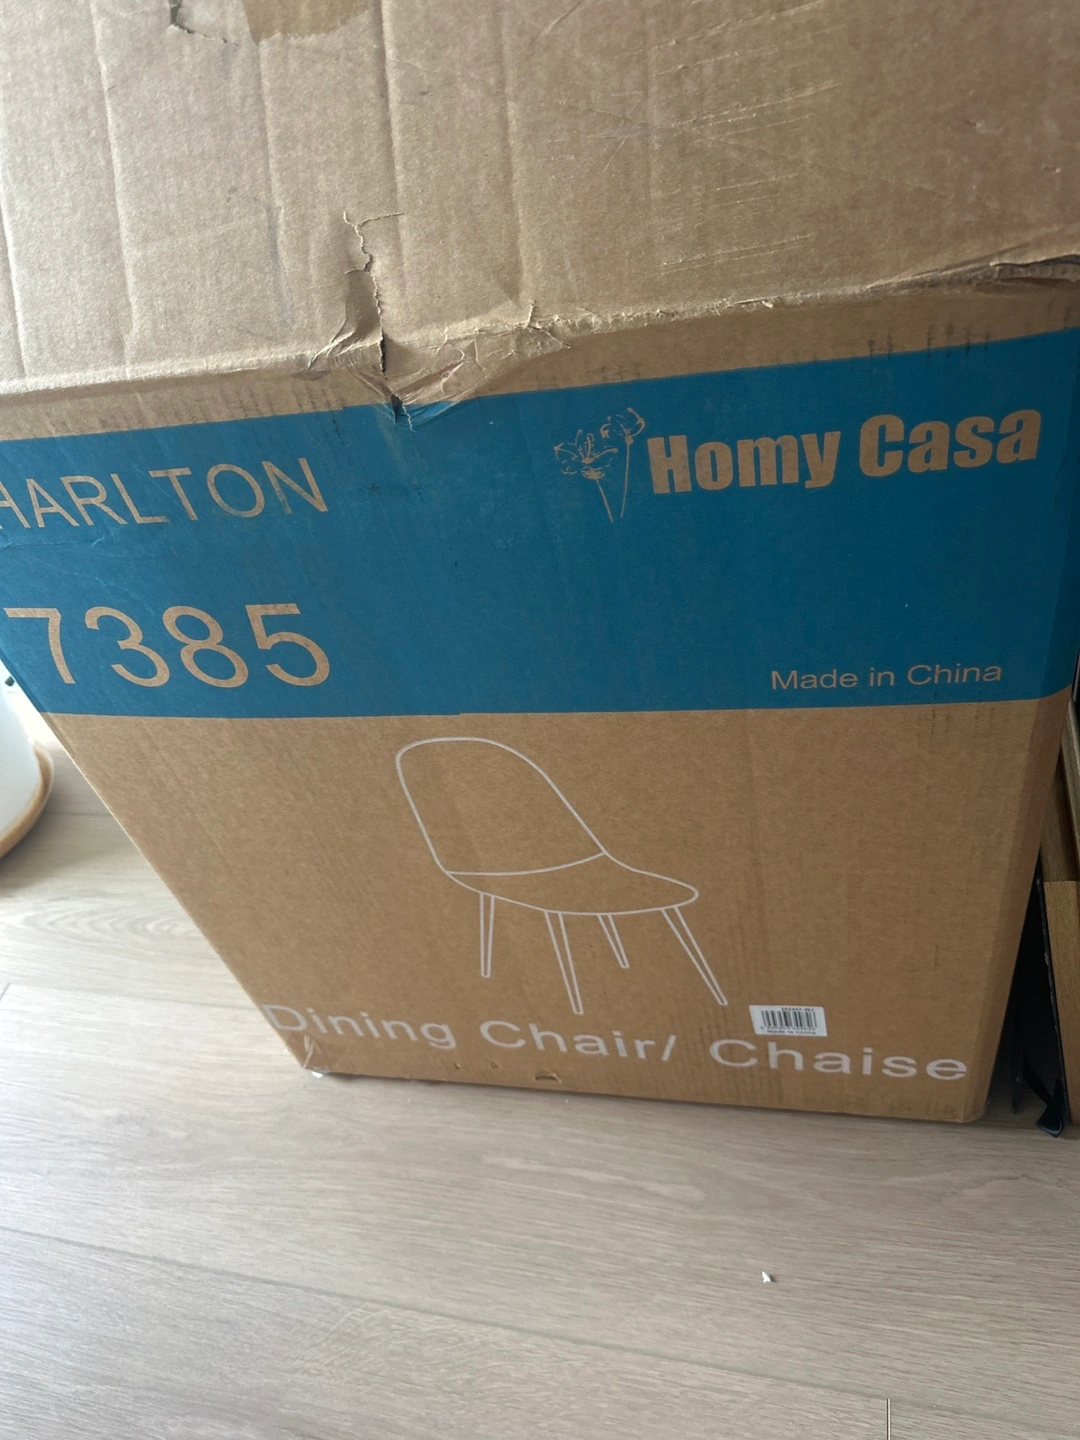 HARLTON
Homy Casa
7385
Made in China
Dining Chair/ Chaise